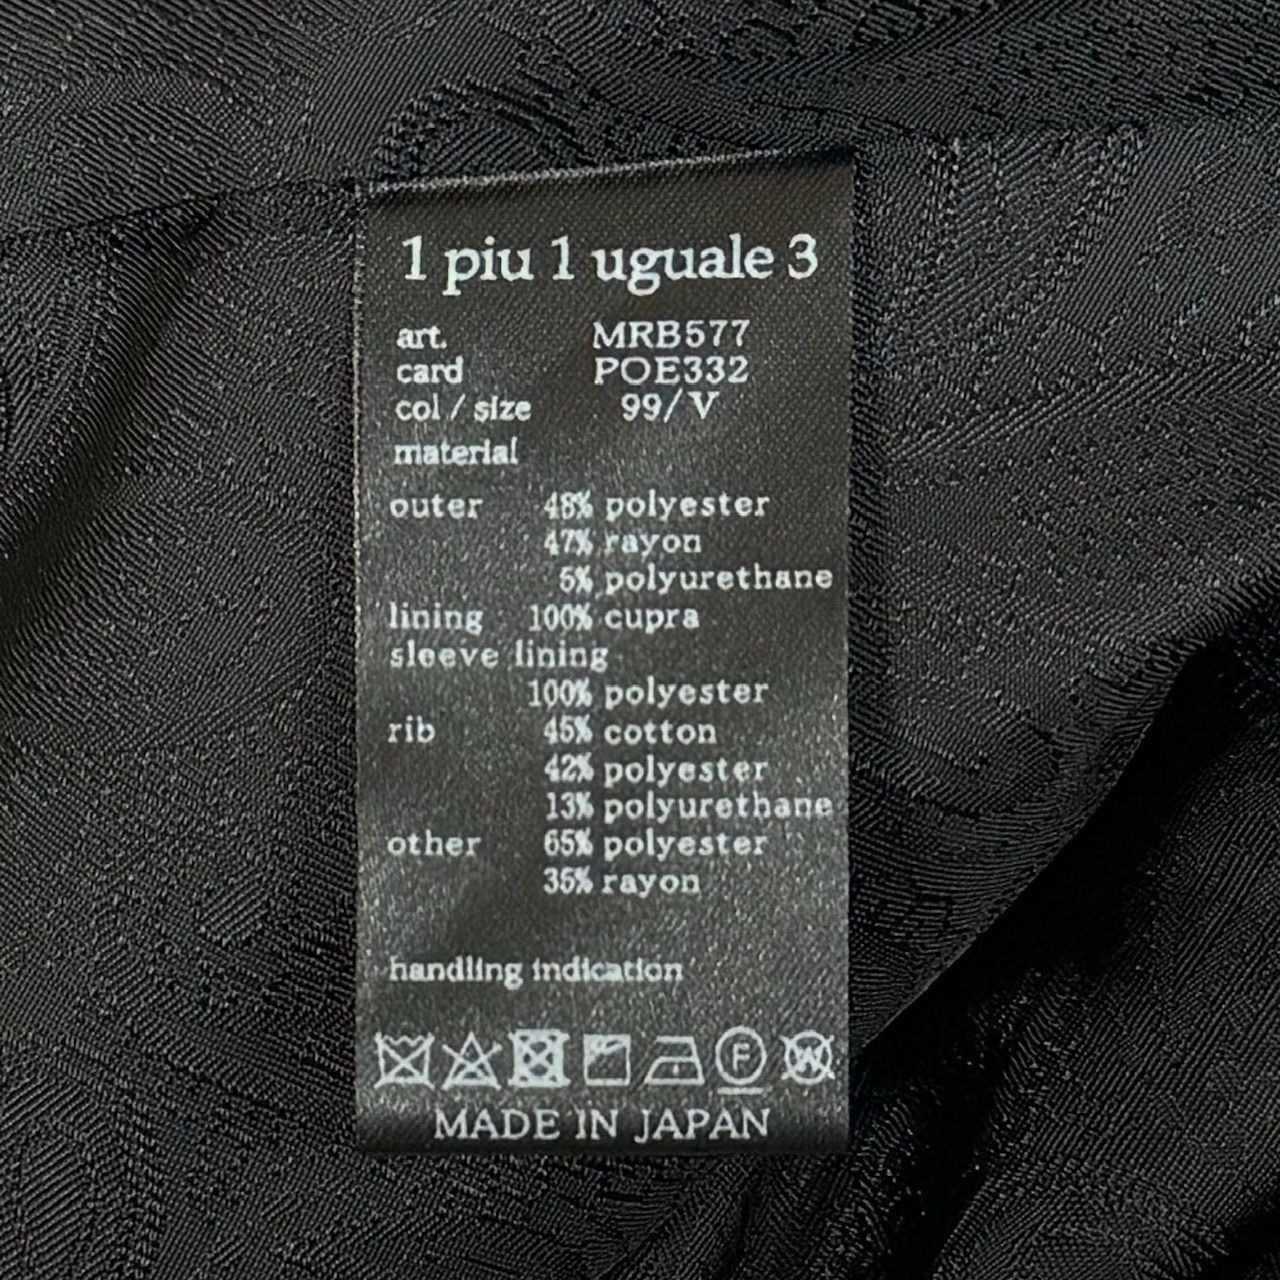 1 piu 1 uguale 3
art. MRB577
card POE332
col / size 99/V
material
outer 48% polyester
47% rayon
5% polyurethane
lining 100% cupra
sleeve lining
100% polyester
rib 45% cotton
42% polyester
13% polyurethane
other 65% polyester
35% rayon
handling indication
F W
MADE IN JAPAN